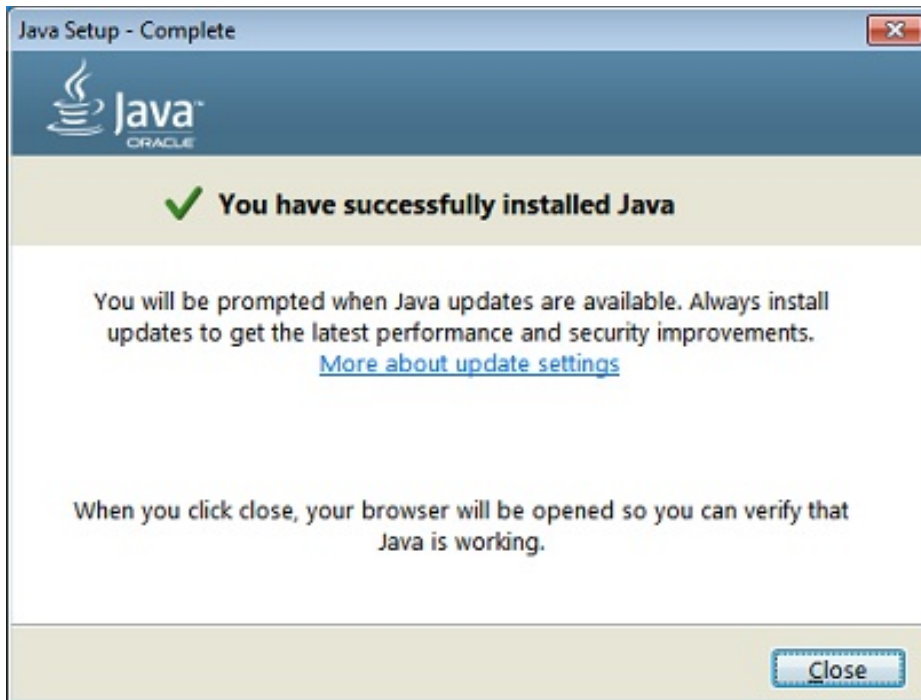 Java Setup - Complete
Java™
ORACLE
You have successfully installed Java
You will be prompted when Java updates are available. Always install
updates to get the latest performance and security improvements.
More about update settings
When you click close, your browser will be opened so you can verify that
Java is working.
Close